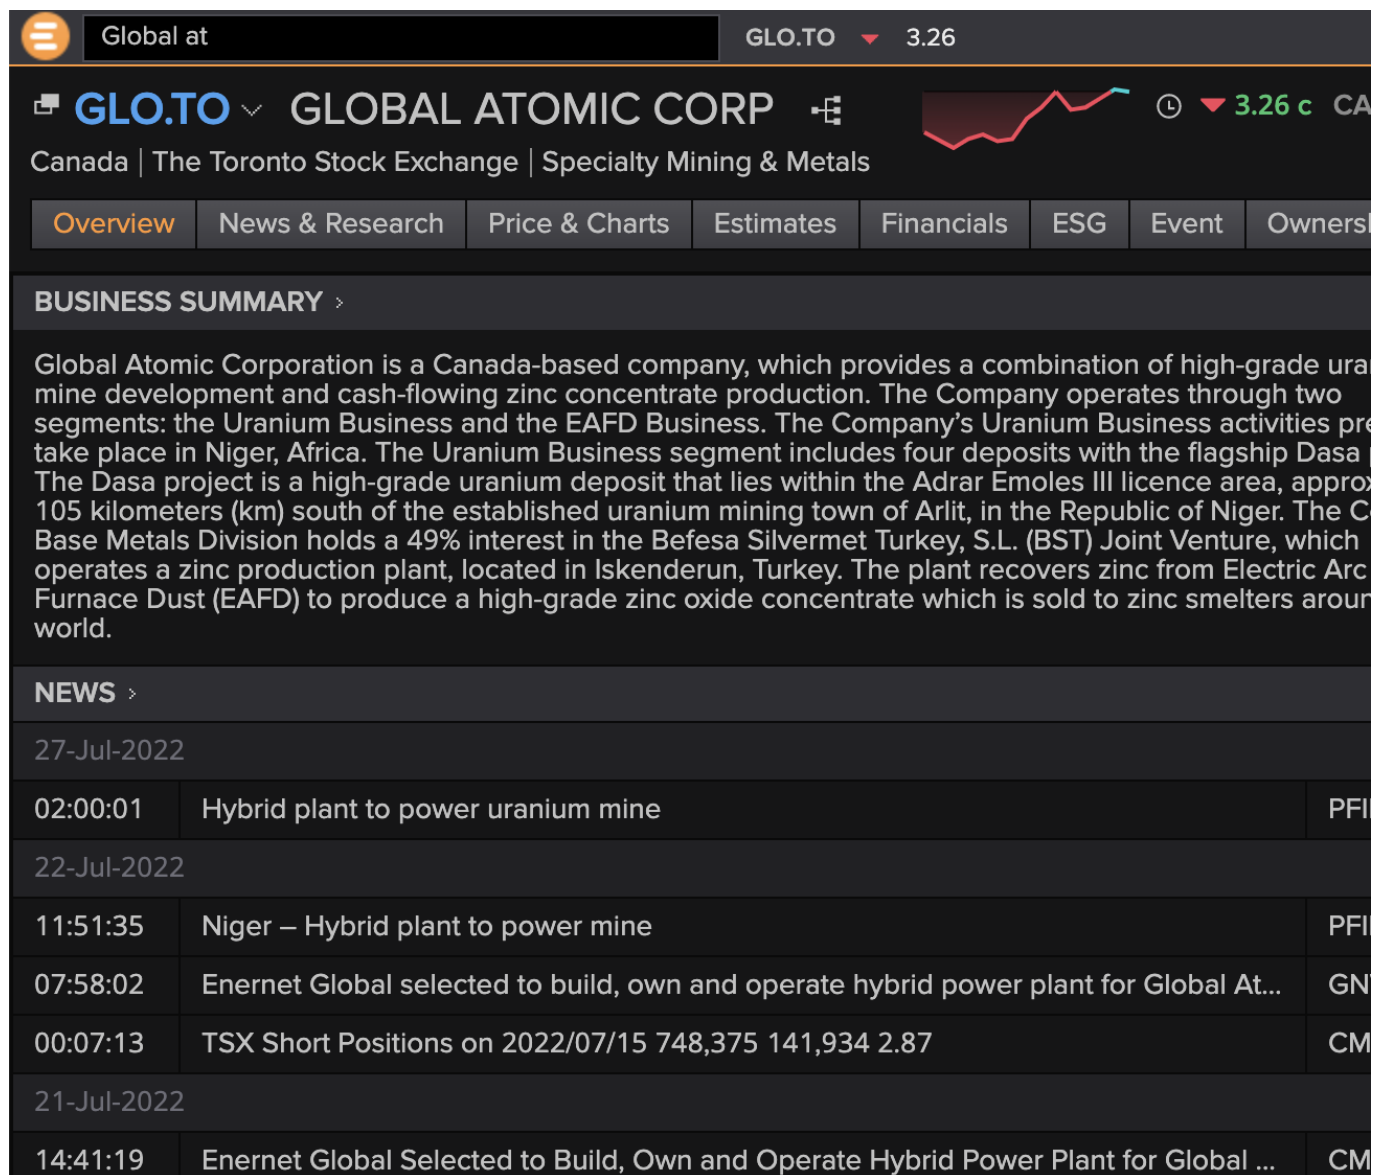 Global at
GLO.TO 3.26
GLO.TO GLOBAL ATOMIC CORP 3.26 c CA
Canada | The Toronto Stock Exchange | Specialty Mining & Metals
Overview News & Research Price & Charts Estimates Financials ESG Event Owners
BUSINESS SUMMARY
Global Atomic Corporation is a Canada-based company, which provides a combination of high-grade ura
mine development and cash-flowing zinc concentrate production. The Company operates through two
segments: the Uranium Business and the EAFD Business. The Company’s Uranium Business activities pre
take place in Niger, Africa. The Uranium Business segment includes four deposits with the flagship Dasa
The Dasa project is a high-grade uranium deposit that lies within the Adrar Emoles III licence area, approx
105 kilometers (km) south of the established uranium mining town of Arlit, in the Republic of Niger. The C
Base Metals Division holds a 49% interest in the Befesa Silvermet Turkey, S.L. (BST) Joint Venture, which
operates a zinc production plant, located in Iskenderun, Turkey. The plant recovers zinc from Electric Arc
Furnace Dust (EAFD) to produce a high-grade zinc oxide concentrate which is sold to zinc smelters aroun
world.
NEWS
27-Jul-2022
02:00:01 Hybrid plant to power uranium mine PFI
22-Jul-2022
11:51:35 Niger – Hybrid plant to power mine PFI
07:58:02 Enernet Global selected to build, own and operate hybrid power plant for Global At... GN
00:07:13 TSX Short Positions on 2022/07/15 748,375 141,934 2.87 CM
21-Jul-2022
14:41:19 Enernet Global Selected to Build, Own and Operate Hybrid Power Plant for Global ... CM